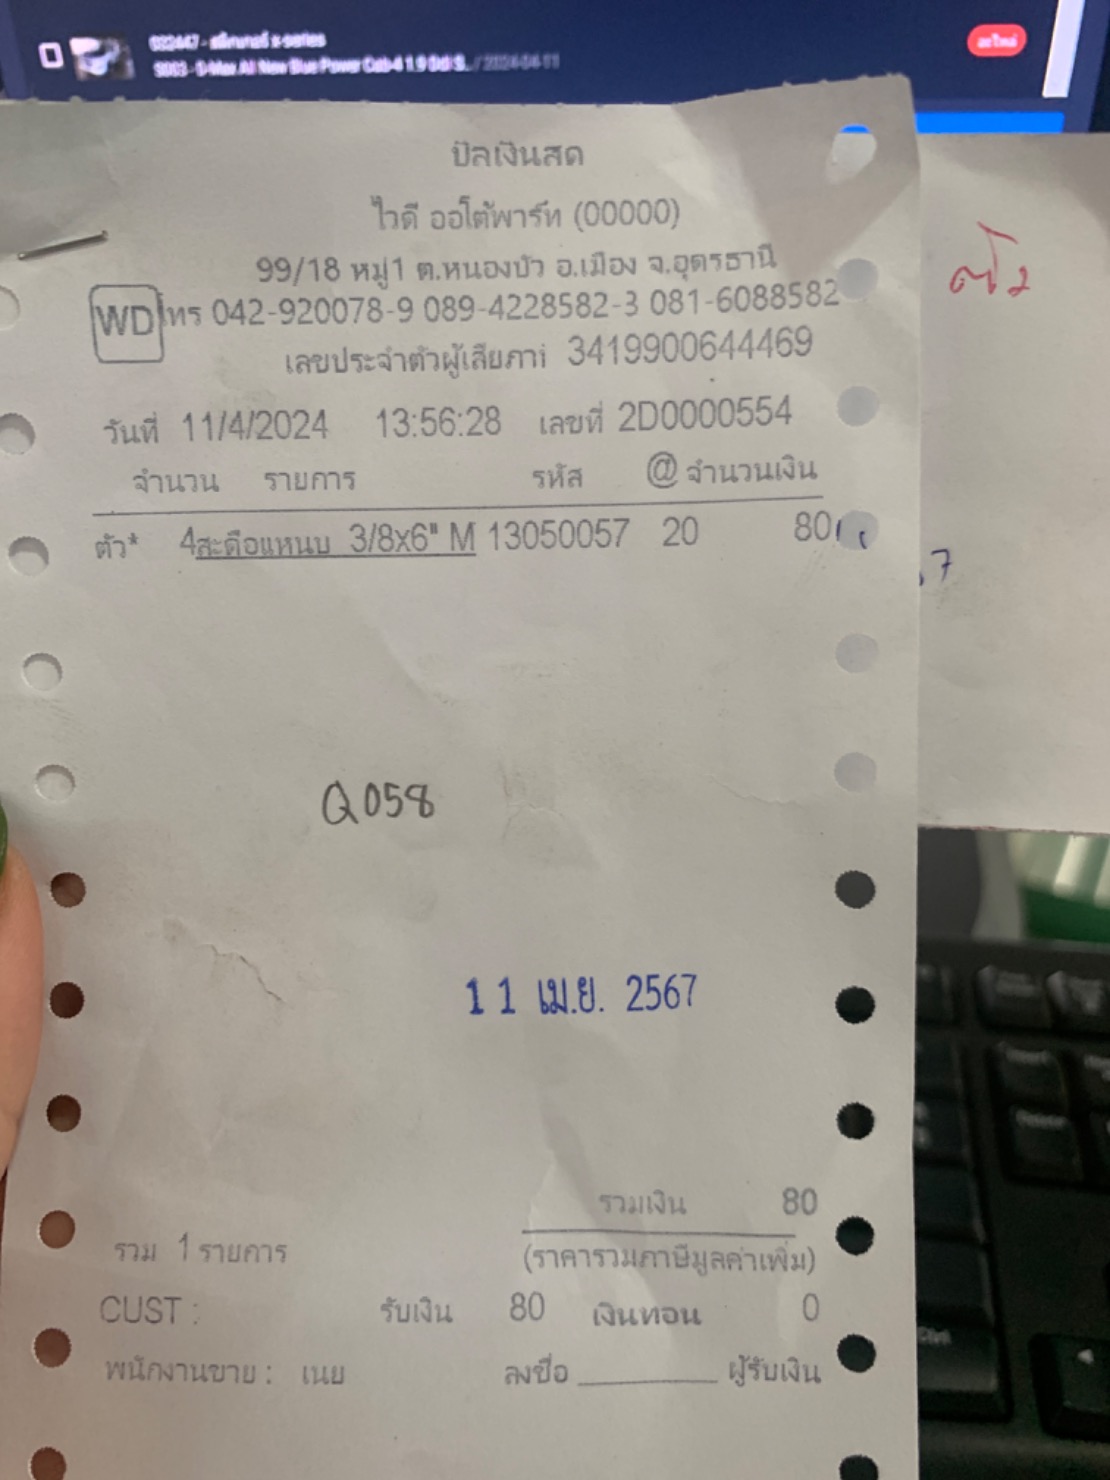 บิลเงินสด
ไวดี ออโต้พาร์ท (00000)
99/18 หมู่1 ต.หนองบัว อ.เมือง จ.อุดรธานี
WD โทร 042-920078-9 089-4228582-3 081-6088582
เลขประจำตัวผู้เสียภาi 3419900644469
วันที่ 11/4/2024 13:56:28 เลขที่ 2D0000554
จำนวน รายการ รหัส @ จำนวนเงิน
ตัว* 4สะดือแหนบ 3/8x6" M 13050057 20 80
Q058
11 เม.ย. 2567
รวมเงิน 80
รวม 1 รายการ (ราคารวมภาษีมูลค่าเพิ่ม)
CUST : รับเงิน 80 เงินทอน 0
พนักงานขาย : เนย ลงชื่อ ________ ผู้รับเงิน